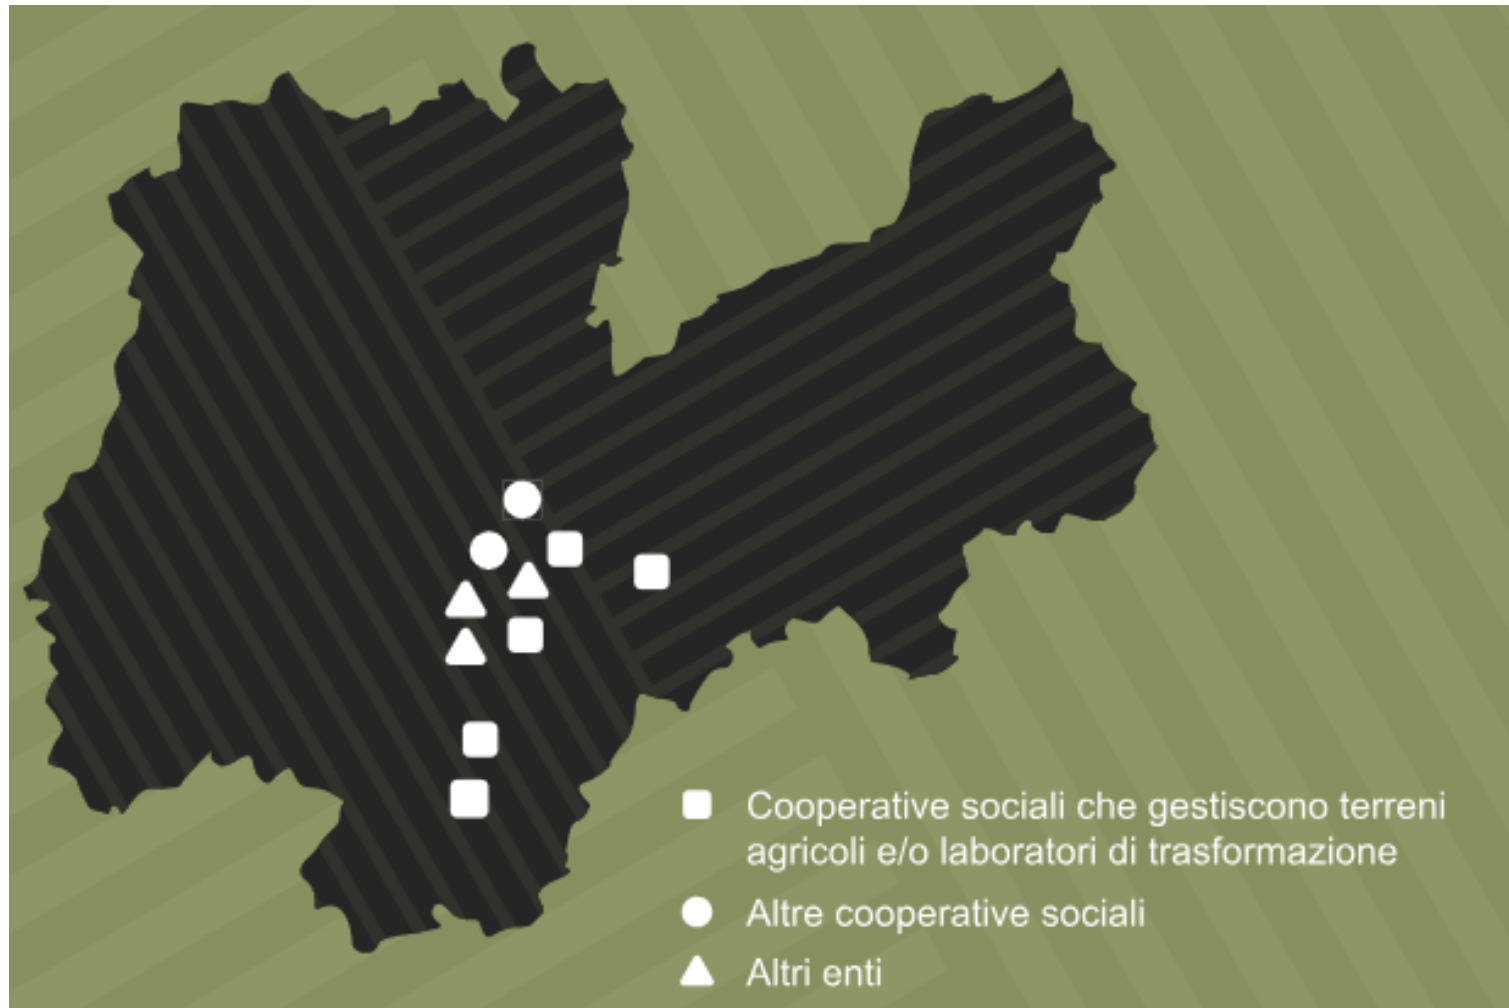 Cooperative sociali che gestiscono terreni
agricoli e/o laboratori di trasformazione
Altre cooperative sociali
Altri enti